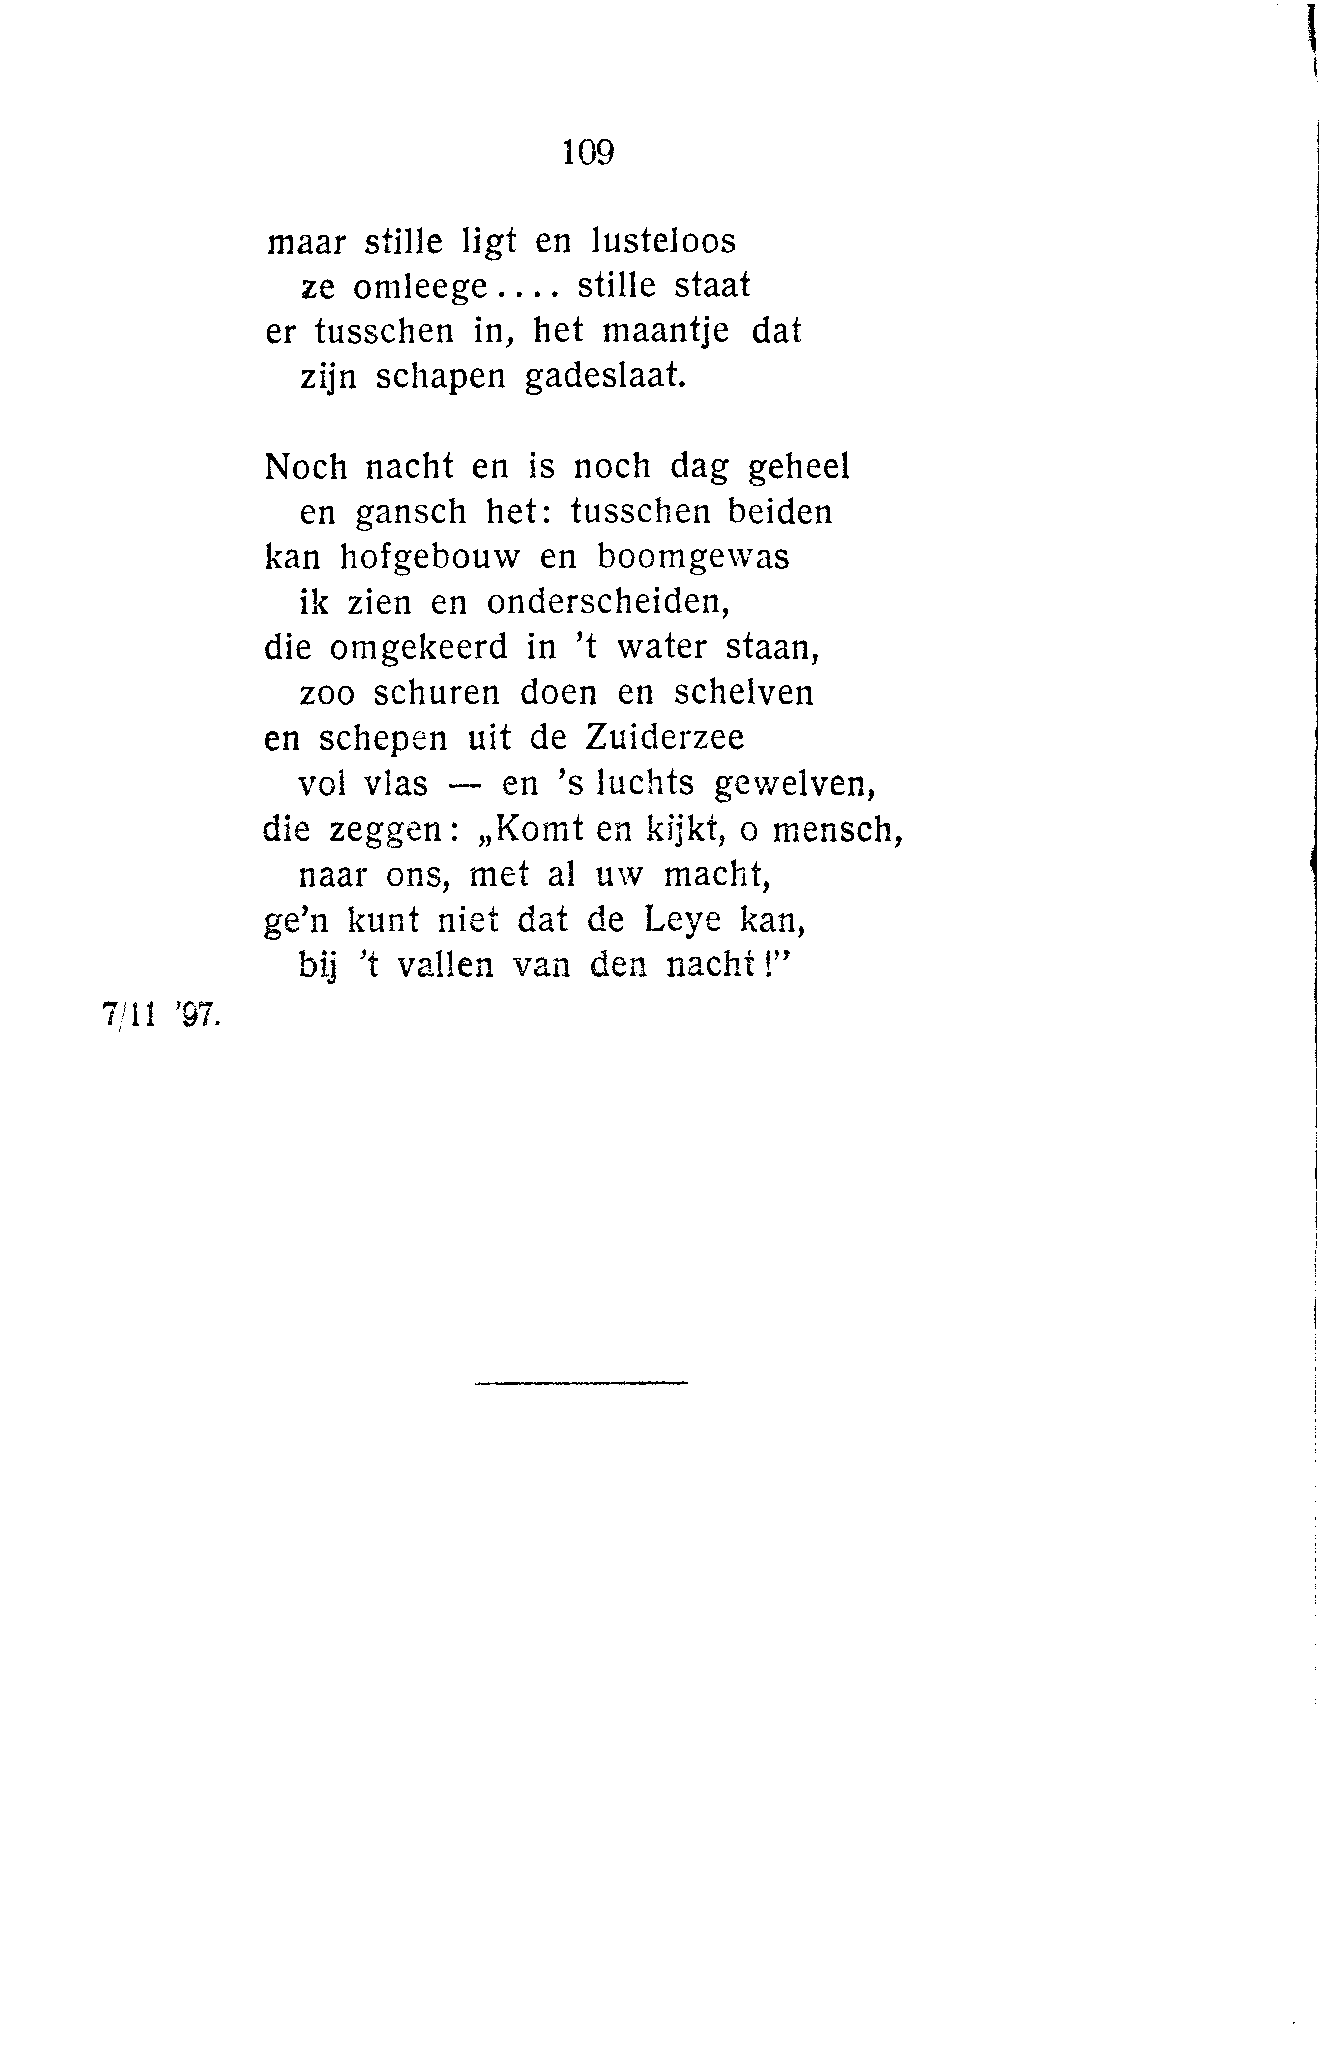 109
maar stille ligt en lusteloos
ze omleege.... stille staat
er tusschen in, het maantje dat
zijn schapen gadeslaat.
Noch nacht en is noch dag geheel
en gansch het: tusschen beiden
kan hofgebouw en boomgewas
ik zien en onderscheiden,
die omgekeerd in 't water staan,
zoo schuren doen en schelven
en schepen uit de Zuiderzee
vol vlas — en 's luchts gewelven,
die zeggen: „Komt en kijkt, o mensch,
naar ons, met al uw macht,
ge'n kunt niet dat de Leye kan,
bij 't vallen van den nacht!”
7/11 '97.